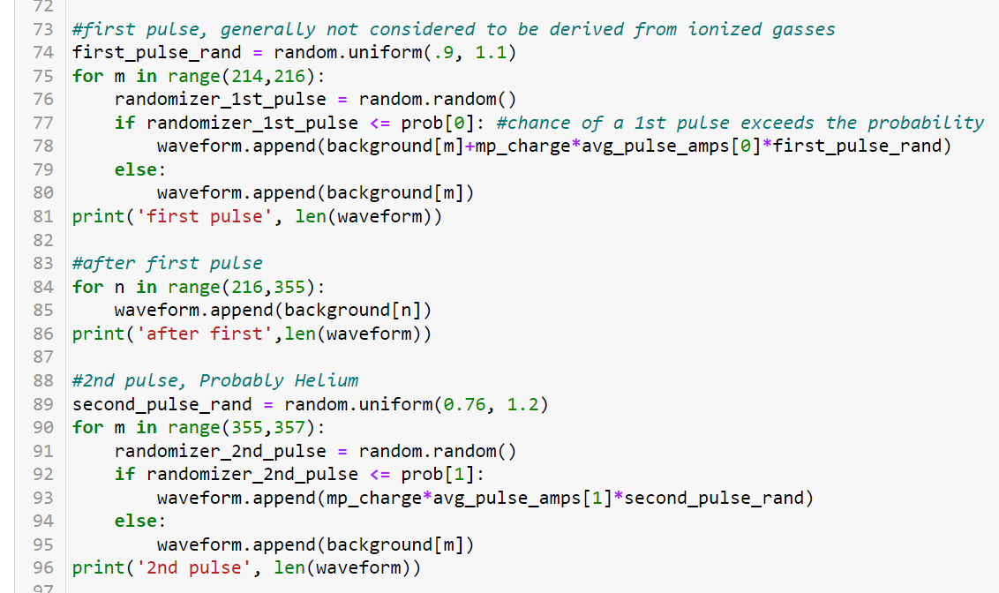 72
73 #first pulse, generally not considered to be derived from ionized gasses
74 first_pulse_rand = random.uniform(.9, 1.1)
75 for m in range(214,216):
76     randomizer_1st_pulse = random.random()
77     if randomizer_1st_pulse <= prob[0]: #chance of a 1st pulse exceeds the probability
78         waveform.append(background[m]+mp_charge*avg_pulse_amps[0]*first_pulse_rand)
79     else:
80         waveform.append(background[m])
81 print('first pulse', len(waveform))
82
83 #after first pulse
84 for n in range(216,355):
85     waveform.append(background[n])
86 print('after first',len(waveform))
87
88 #2nd pulse, Probably Helium
89 second_pulse_rand = random.uniform(0.76, 1.2)
90 for m in range(355,357):
91     randomizer_2nd_pulse = random.random()
92     if randomizer_2nd_pulse <= prob[1]:
93         waveform.append(mp_charge*avg_pulse_amps[1]*second_pulse_rand)
94     else:
95         waveform.append(background[m])
96 print('2nd pulse', len(waveform))
97